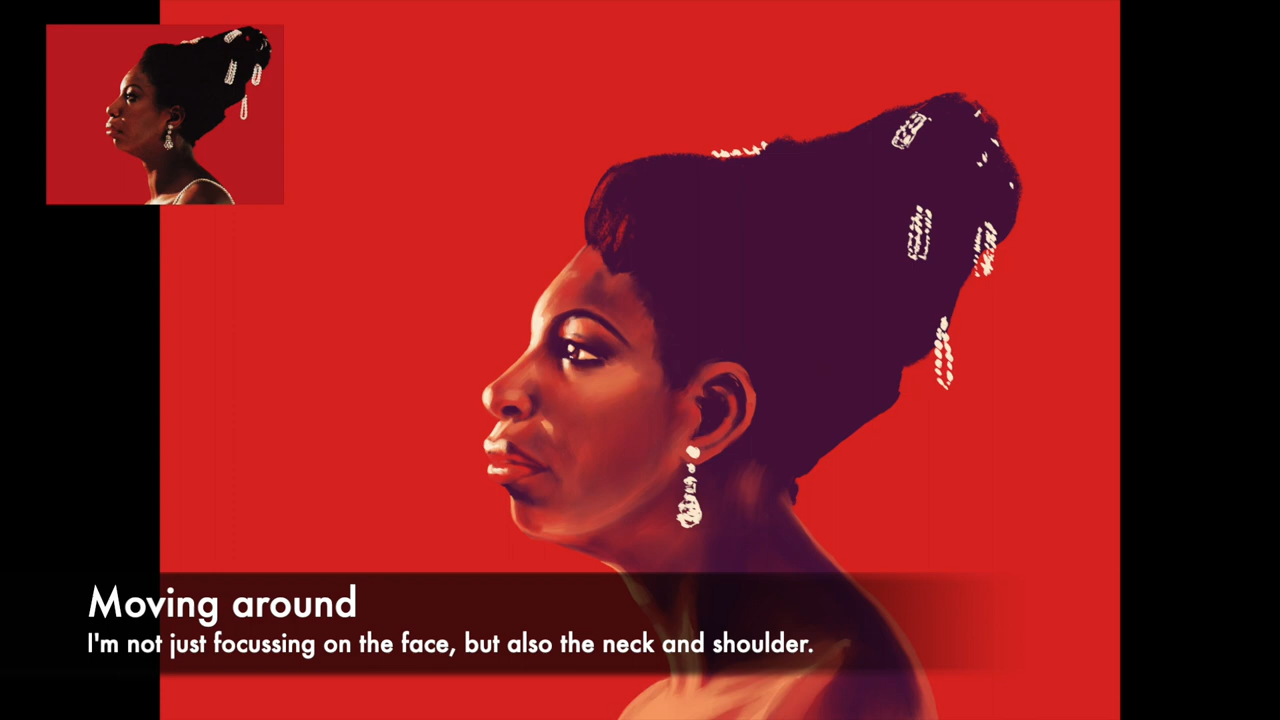 Moving around
I'm not just focussing on the face, but also the neck and shoulder.